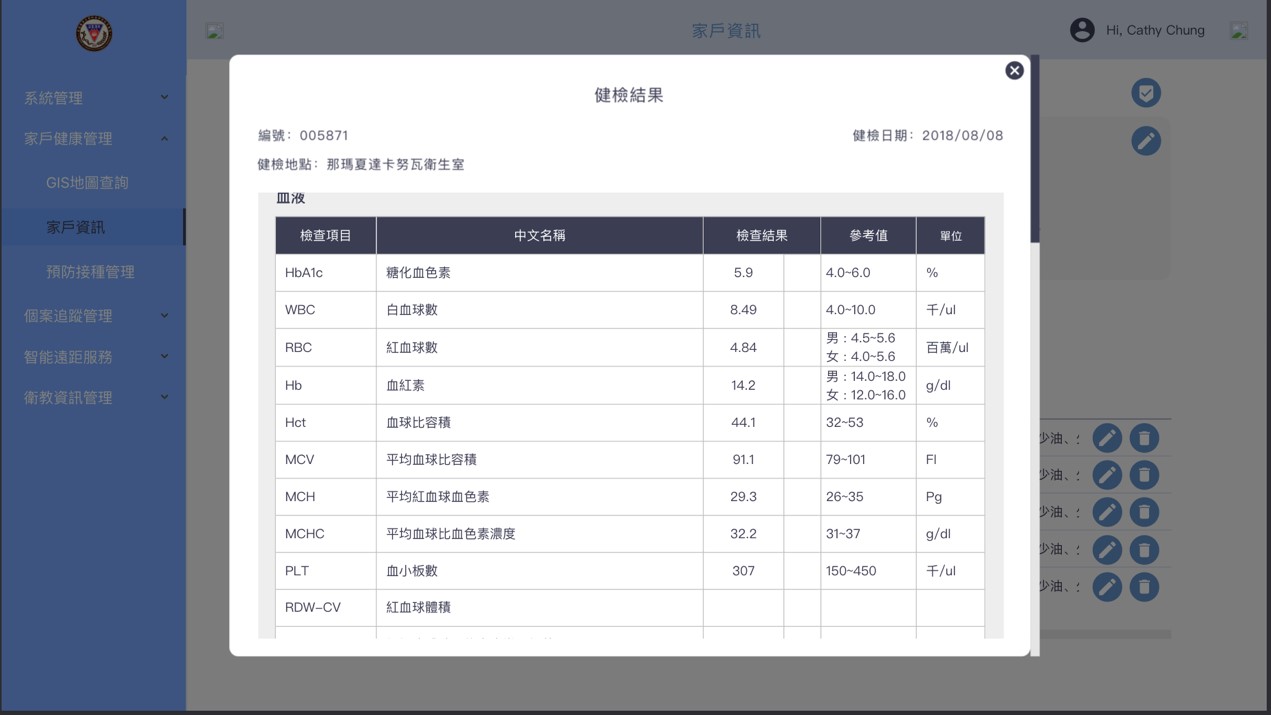 家戶資訊
Hi, Cathy Chung
系統管理
家戶健康管理
GIS地圖查詢
家戶資訊
預防接種管理
個案追蹤管理
智能遠距服務
衛教資訊管理
健檢結果
編號：005871 健檢日期：2018/08/08
健檢地點：那瑪夏達卡努瓦衛生室
血液
檢查項目 中文名稱 檢查結果 參考值 單位
HbA1c 糖化血色素 5.9 4.0~6.0 %
WBC 白血球數 8.49 4.0~10.0 千/ul
RBC 紅血球數 4.84 男：4.5~5.6 百萬/ul
女：4.0~5.6
Hb 血紅素 14.2 男：14.0~18.0 g/dl
女：12.0~16.0
Hct 血球比容積 44.1 32~53 %
MCV 平均血球比容積 91.1 79~101 Fl
MCH 平均紅血球血色素 29.3 26~35 Pg
MCHC 平均血球比血色素濃度 32.2 31~37 g/dl
PLT 血小板數 307 150~450 千/ul
RDW-CV 紅血球體積
少油、
少油、
少油、
少油、
少油、